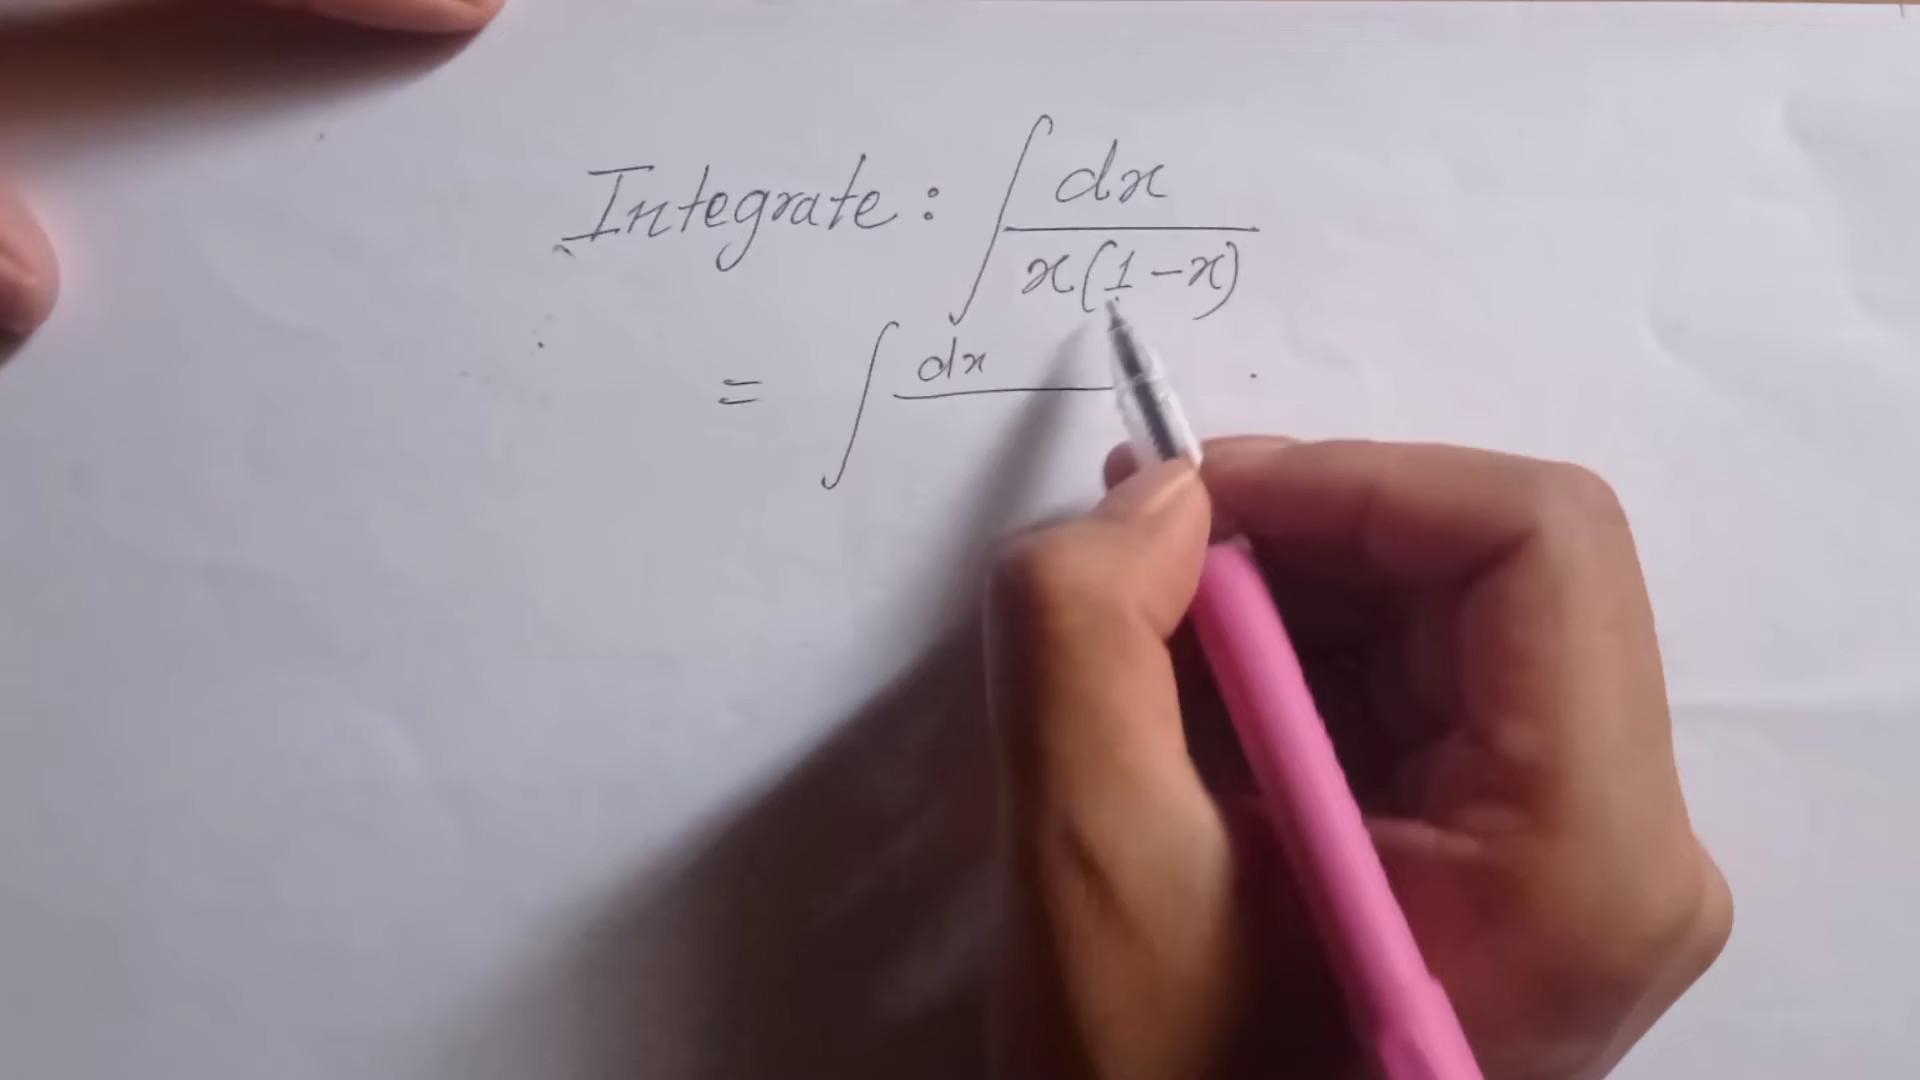 Integrate: ∫ dx / x(1-x)
= ∫ dx /